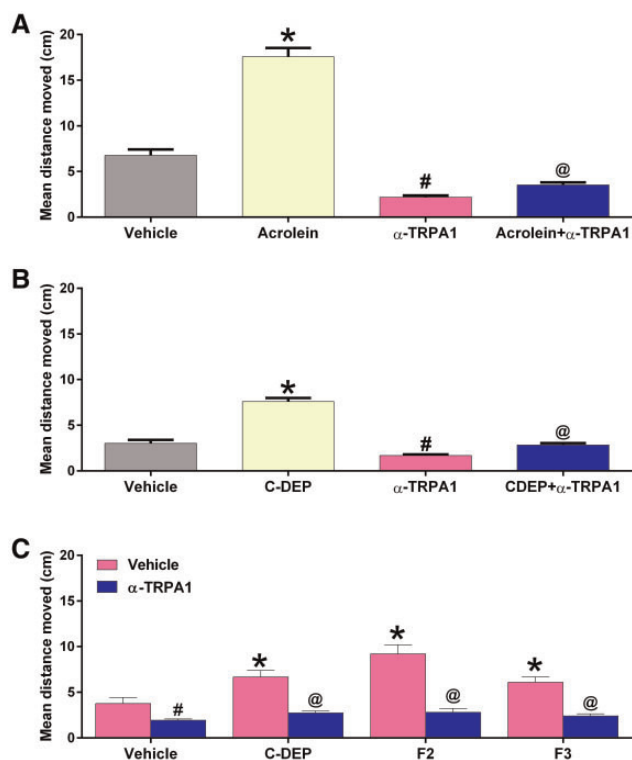 A
Mean distance moved (cm)
20
15
10
5
0
*
#
@
Vehicle Acrolein α-TRPA1 Acrolein+α-TRPA1
B
Mean distance moved (cm)
20
15
10
5
0
*
#
@
Vehicle C-DEP α-TRPA1 CDEP+α-TRPA1
C
Mean distance moved (cm)
20
15
10
5
0
Vehicle
α-TRPA1
* * *
# @ @ @
Vehicle C-DEP F2 F3